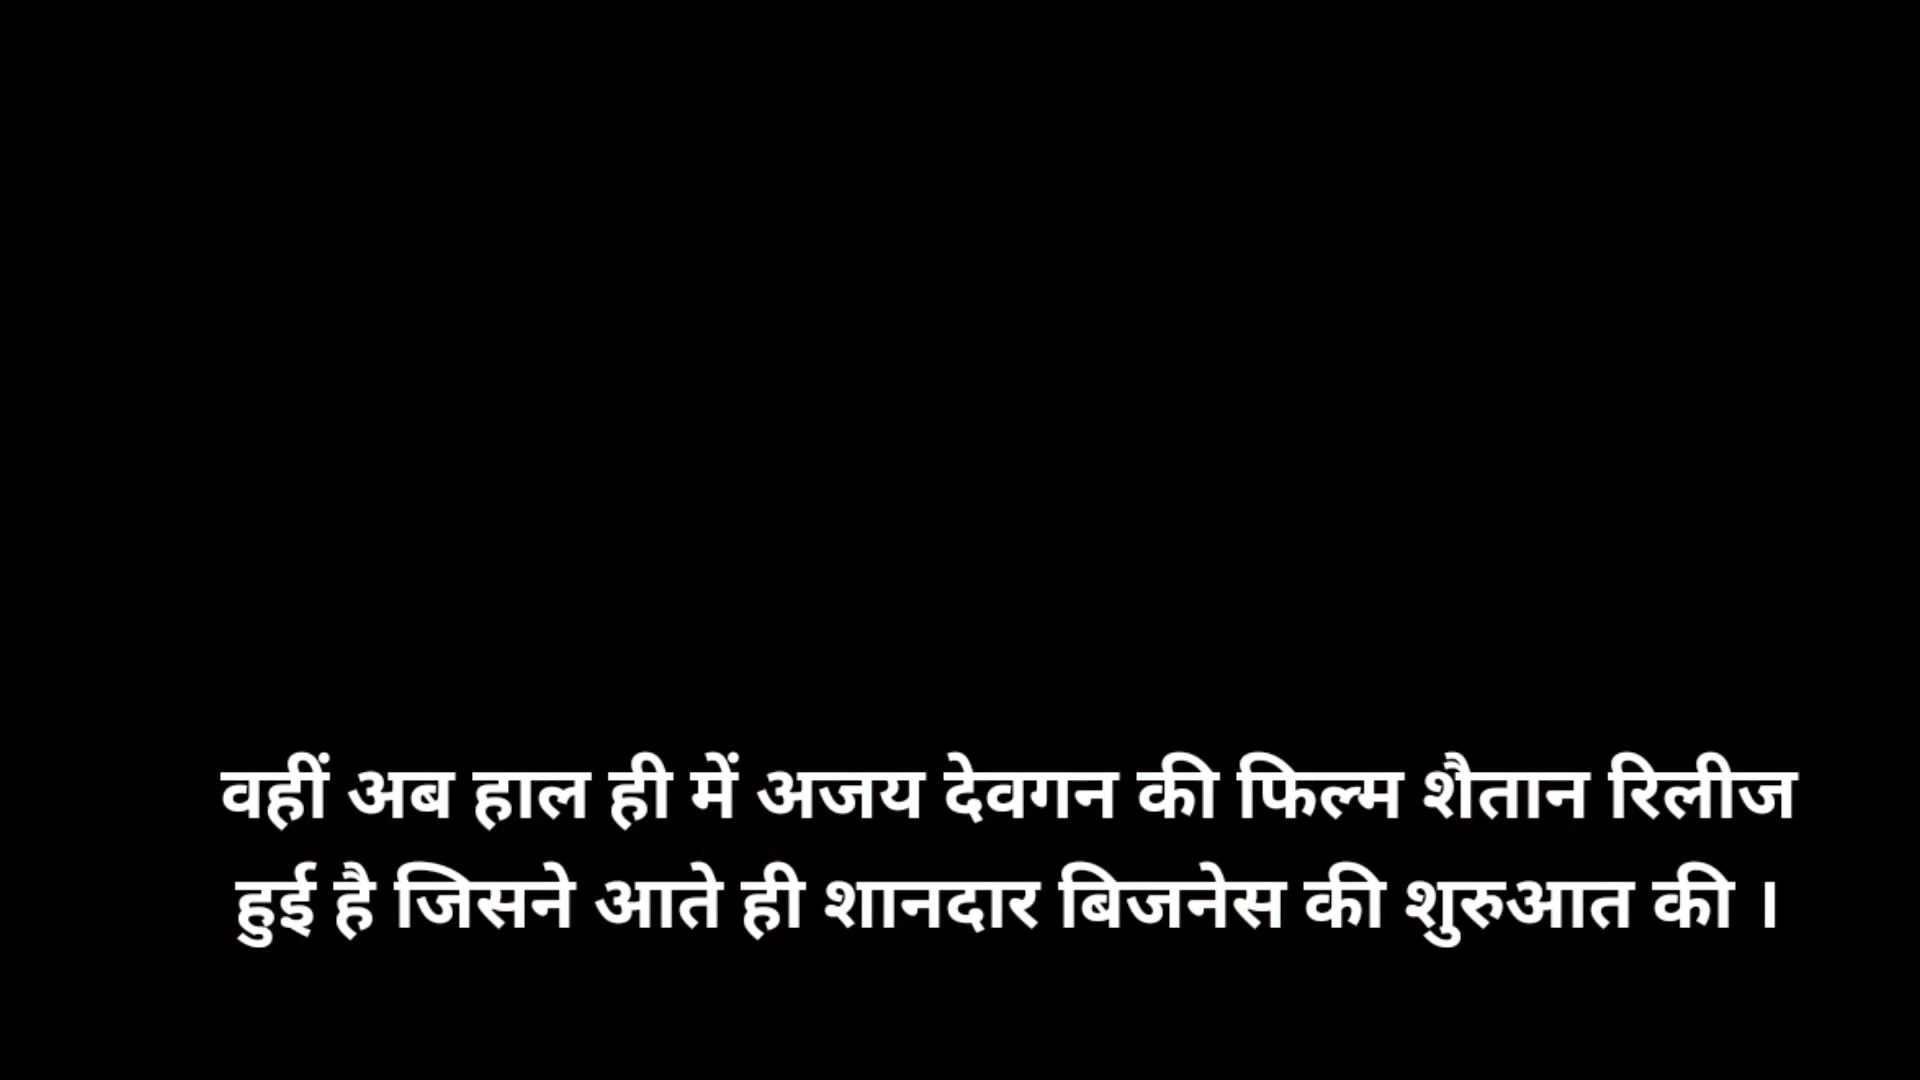 वहीं अब हाल ही में अजय देवगन की फिल्म शैतान रिलीज
हुई है जिसने आते ही शानदार बिजनेस की शुरुआत की ।